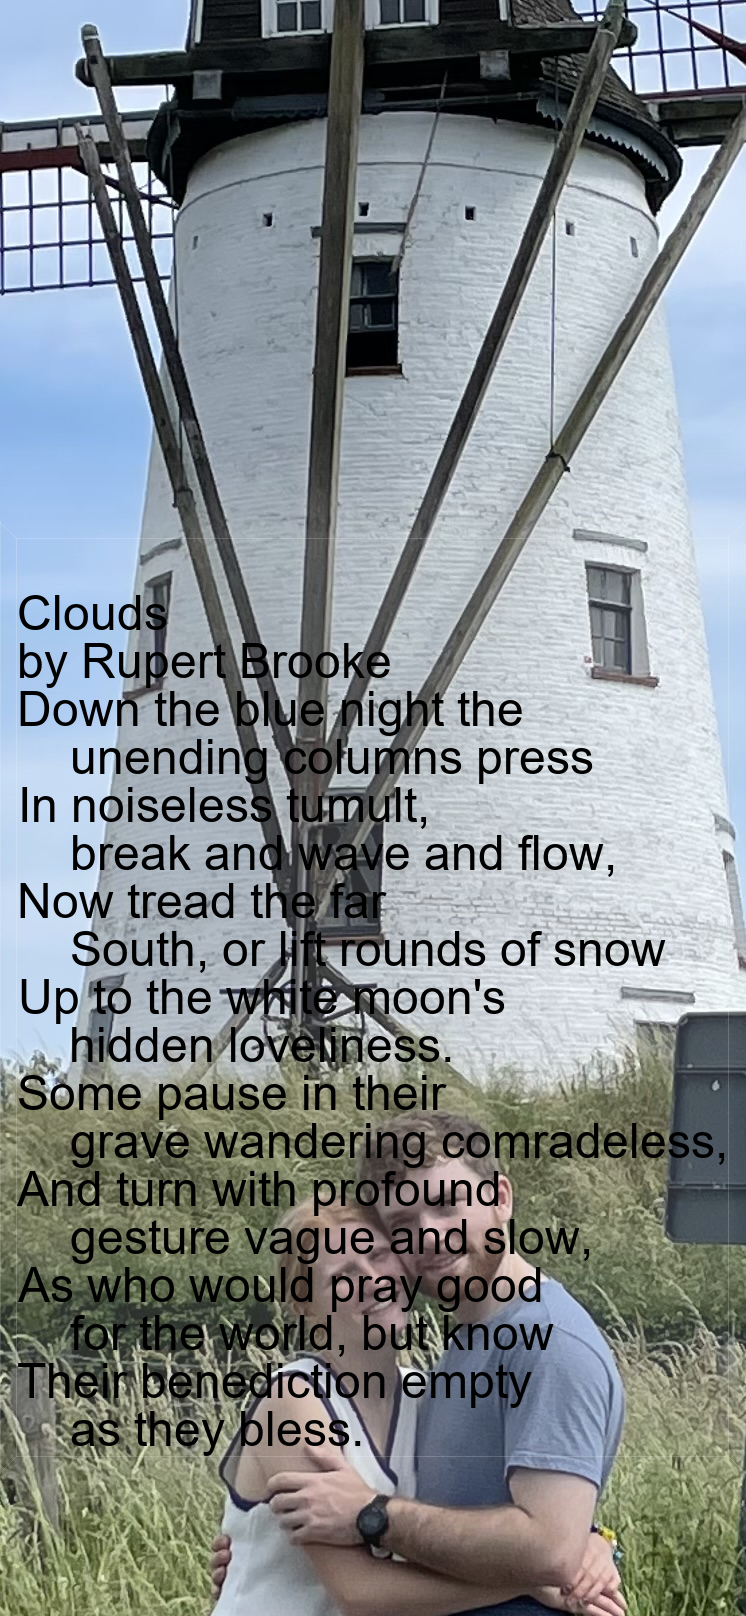 Clouds
by Rupert Brooke
Down the blue night the
unending columns press
In noiseless tumult,
break and wave and flow,
Now tread the far
South, or lift rounds of snow
Up to the white moon's
hidden loveliness.
Some pause in their
grave wandering comradeless,
And turn with profound
gesture vague and slow,
As who would pray good
for the world, but know
Their benediction empty
as they bless.